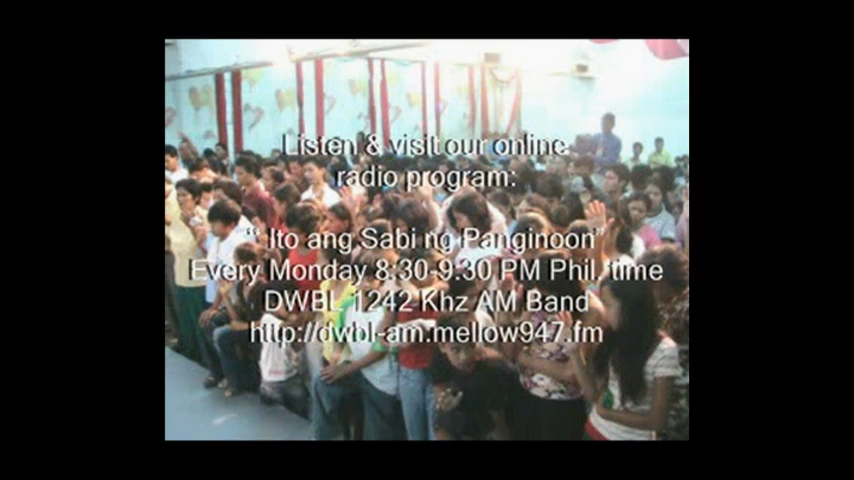 Listen & visit our online
radio program:
“ Ito ang Sabi ng Panginoon”
Every Monday 8:30-9:30 PM Phil. time
DWBL 1242 Khz AM Band
http://dwbl-am.mellow947.fm